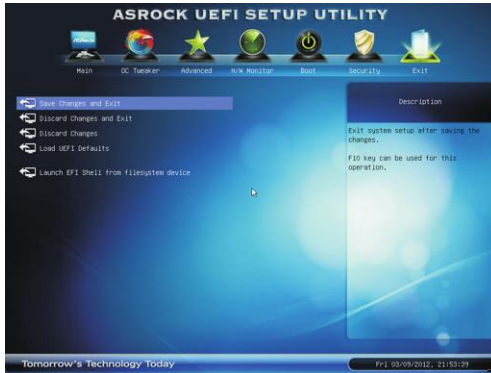 ASROCK UEFI SETUP UTILITY
Main OC Tweaker Advanced H/W Monitor Boot Security Exit
Save Changes and Exit
Discard Changes and Exit
Discard Changes
Load UEFI Defaults
Launch EFI Shell from filesystem device
Description
Exit system setup after saving the
changes.
F10 key can be used for this
operation.
Tomorrow's Technology Today
Fri 03/09/2012, 21:53:39